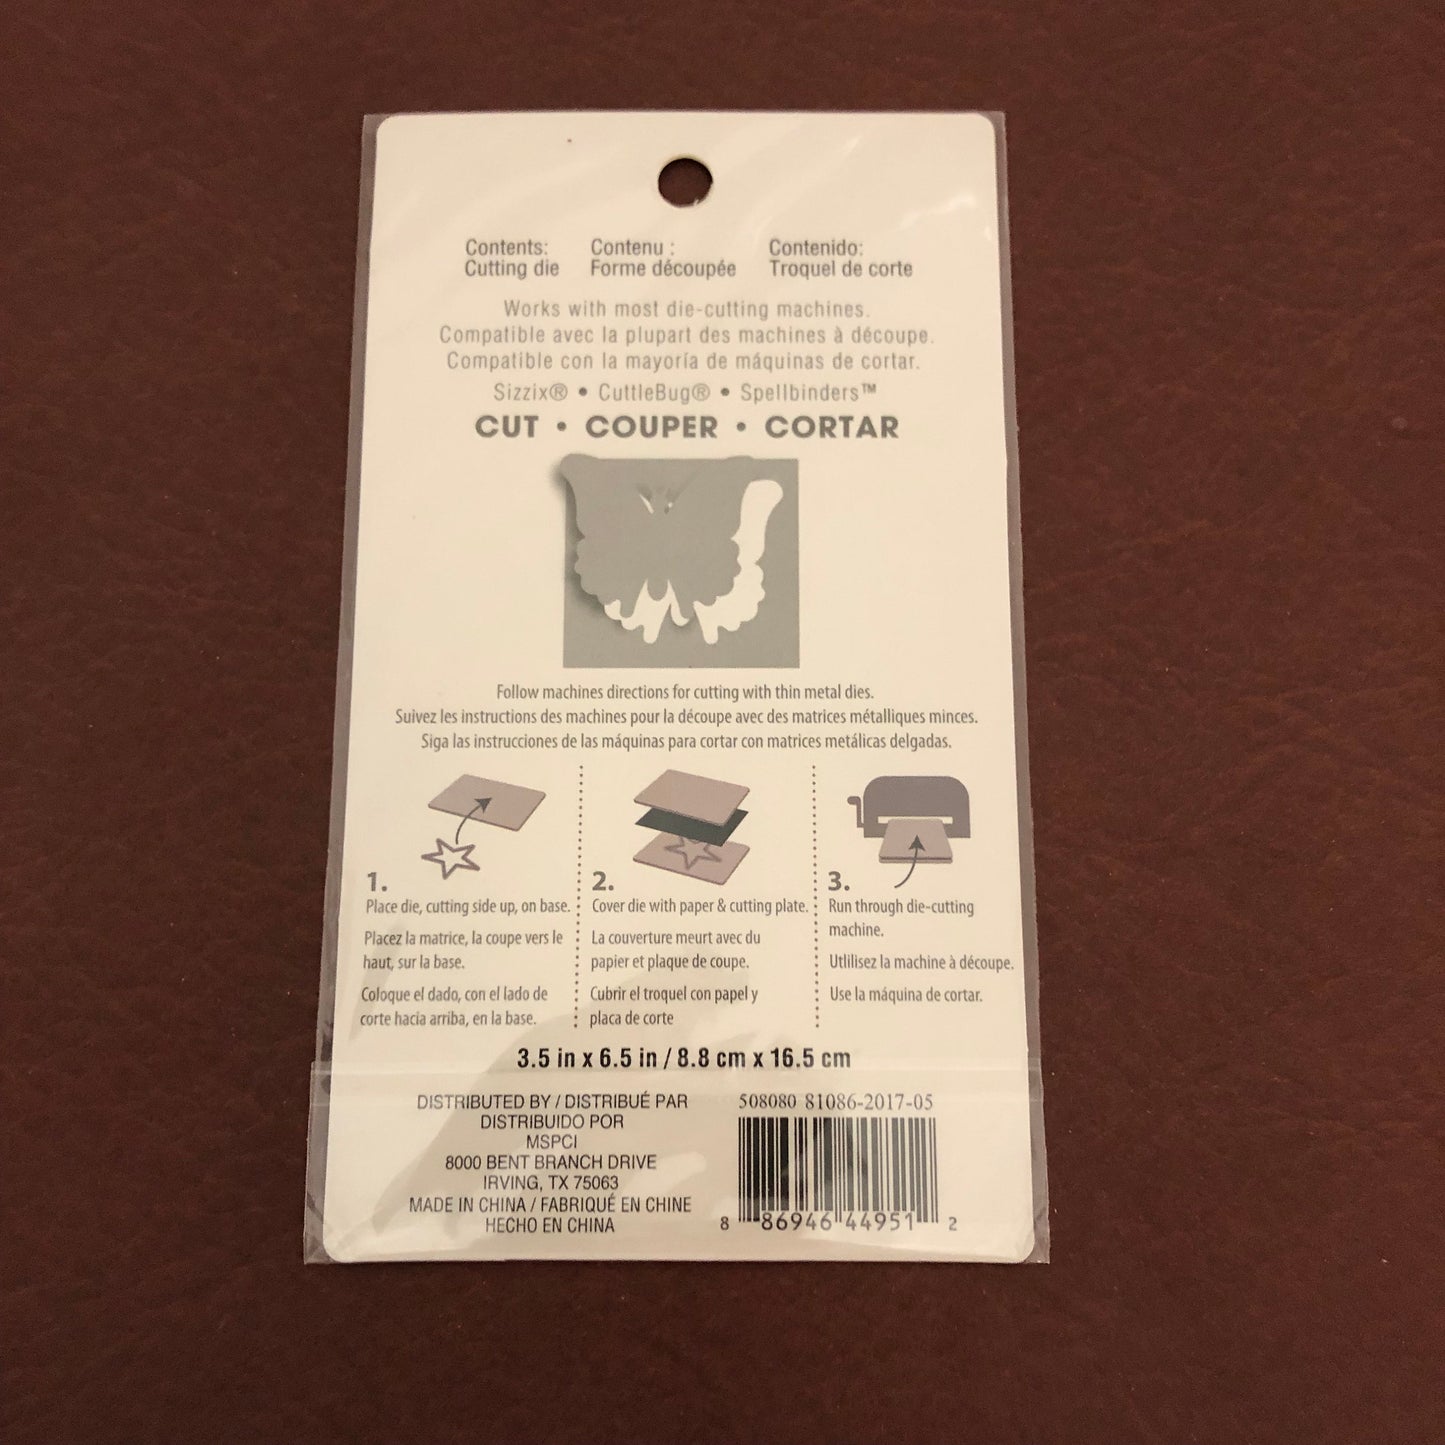 Contents:
Cutting die
Contenu :
Forme découpée
Contenido:
Troquel de corte
Works with most die-cutting machines.
Compatible avec la plupart des machines à découpe.
Compatible con la mayoría de máquinas de cortar.
Sizzix® • CuttleBug® • Spellbinders™
CUT • COUPER • CORTAR
Follow machines directions for cutting with thin metal dies.
Suivez les instructions des machines pour la découpe avec des matrices métalliques minces.
Siga las instrucciones de las máquinas para cortar con matrices metálicas delgadas.
1.
Place die, cutting side up, on base.
Placez la matrice, la coupe vers le
haut, sur la base.
Coloque el dado, con el lado de
corte hacia arriba, en la base.
2.
Cover die with paper & cutting plate.
La couverture meurt avec du
papier et plaque de coupe.
Cubrir el troquel con papel y
placa de corte
3.
Run through die-cutting
machine.
Utlilisez la machine à découpe.
Use la máquina de cortar.
3.5 in x 6.5 in / 8.8 cm x 16.5 cm
DISTRIBUTED BY / DISTRIBUÉ PAR
DISTRIBUIDO POR
MSPCI
8000 BENT BRANCH DRIVE
IRVING, TX 75063
MADE IN CHINA / FABRIQUÉ EN CHINE
HECHO EN CHINA
508080 81086-2017-05
8 86946 44951 2